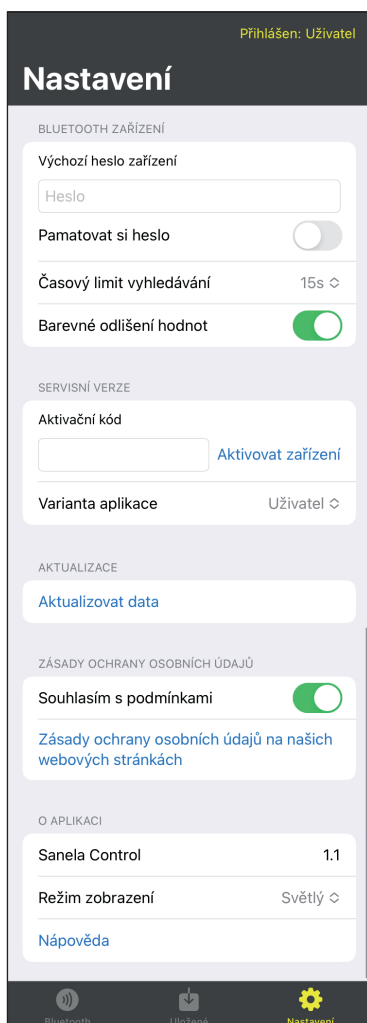 Přihlášen: Uživatel
Nastavení
BLUETOOTH ZAŘÍZENÍ
Výchozí heslo zařízení
Heslo
Pamatovat si heslo
Časový limit vyhledávání 15s
Barevné odlišení hodnot
SERVISNÍ VERZE
Aktivační kód
Aktivovat zařízení
Varianta aplikace Uživatel
AKTUALIZACE
Aktualizovat data
ZÁSADY OCHRANY OSOBNÍCH ÚDAJŮ
Souhlasím s podmínkami
Zásady ochrany osobních údajů na našich
webových stránkách
O APLIKACI
Sanela Control 1.1
Režim zobrazení Světlý
Nápověda
Bluetooth Uložené Nastavení